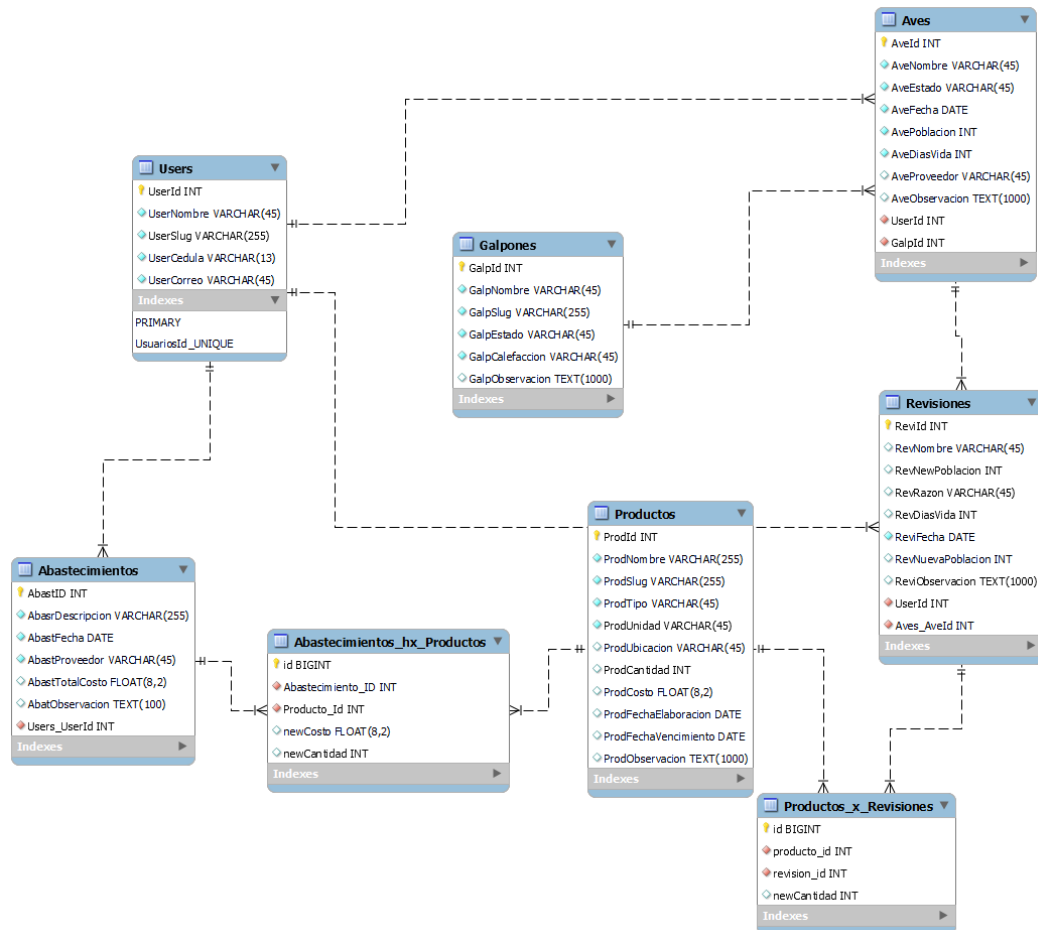 Aves
AveId INT
AveNombre VARCHAR(45)
AveEstado VARCHAR(45)
AveFecha DATE
AvePoblacion INT
AveDiasVida INT
AveProveedor VARCHAR(45)
AveObservacion TEXT(1000)
UserId INT
GalpId INT
Indexes
Users
UserId INT
UserNombre VARCHAR(45)
UserSlug VARCHAR(255)
UserCedula VARCHAR(13)
UserCorreo VARCHAR(45)
Indexes
PRIMARY
UsuariosId_UNIQUE
Galpones
GalpId INT
GalpNombre VARCHAR(45)
GalpSlug VARCHAR(255)
GalpEstado VARCHAR(45)
GalpCalefaccion VARCHAR(45)
GalpObservacion TEXT(1000)
Indexes
Revisiones
ReviId INT
RevNombre VARCHAR(45)
RevNewPoblacion INT
RevRazon VARCHAR(45)
RevDiasVida INT
ReviFecha DATE
RevNuevaPoblacion INT
ReviObservacion TEXT(1000)
UserId INT
Aves_AveId INT
Indexes
Productos
ProdId INT
ProdNombre VARCHAR(255)
ProdSlug VARCHAR(255)
ProdTipo VARCHAR(45)
ProdUnidad VARCHAR(45)
ProdUbicacion VARCHAR(45)
ProdCantidad INT
ProdCosto FLOAT(8,2)
ProdFechaElaboracion DATE
ProdFechaVencimiento DATE
ProdObservacion TEXT(1000)
Indexes
Abastecimientos
AbastID INT
AbasrDescripcion VARCHAR(255)
AbastFecha DATE
AbastProveedor VARCHAR(45)
AbastTotalCosto FLOAT(8,2)
AbatObservacion TEXT(100)
Users_UserId INT
Indexes
Abastecimientos_hx_Productos
id BIGINT
Abastecimiento_ID INT
Producto_Id INT
newCosto FLOAT(8,2)
newCantidad INT
Indexes
Productos_x_Revisiones
id BIGINT
producto_id INT
revision_id INT
newCantidad INT
Indexes